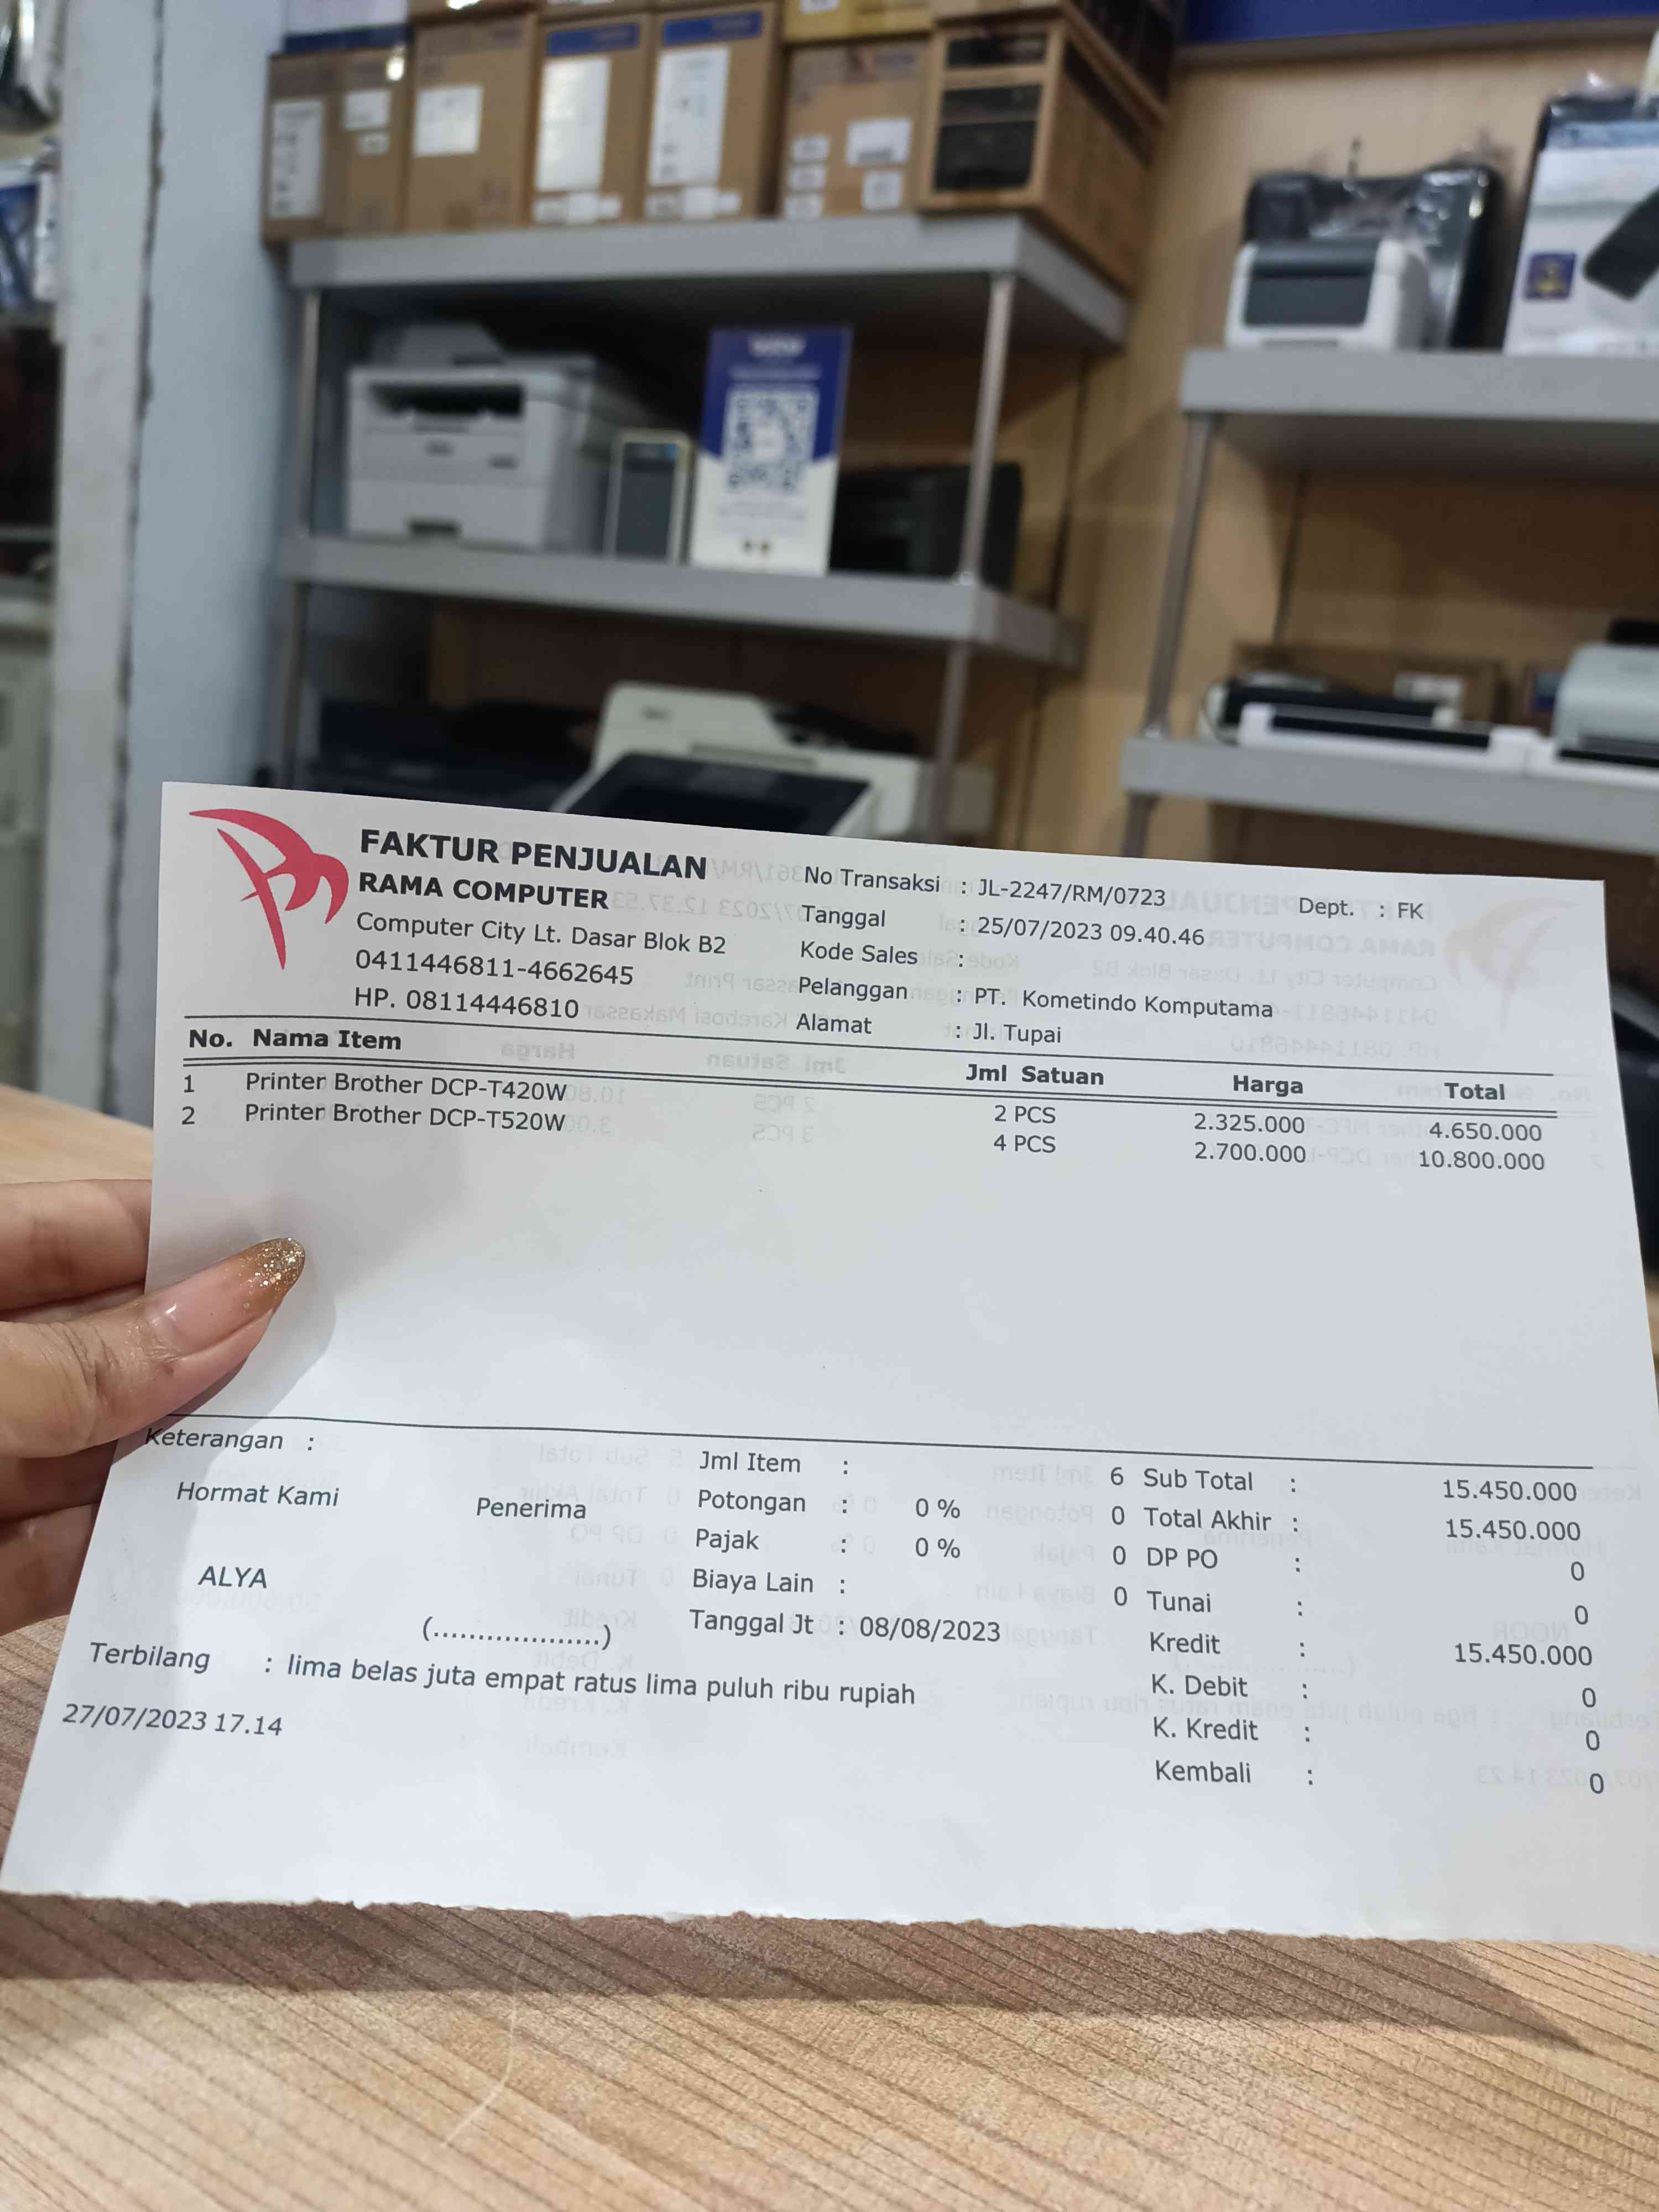 FAKTUR PENJUALAN
RAMA COMPUTER
Computer City Lt. Dasar Blok B2
0411446811-4662645
HP. 08114446810
No Transaksi : JL-2247/RM/0723
Dept. : FK
Tanggal : 25/07/2023 09.40.46
Kode Sales :
Pelanggan : PT. Kometindo Komputama
Alamat : Jl. Tupai
No. Nama Item Jml Satuan Harga Total
1 Printer Brother DCP-T420W 2 PCS 2.325.000 4.650.000
2 Printer Brother DCP-T520W 4 PCS 2.700.000 10.800.000
Keterangan :
Hormat Kami
Penerima
ALYA
(...................)
Jml Item : 6
Potongan : 0 % 0
Pajak : 0 % 0
Biaya Lain : 0
Tanggal Jt : 08/08/2023
Sub Total : 15.450.000
Total Akhir : 15.450.000
DP PO : 0
Tunai : 0
Kredit : 15.450.000
K. Debit : 0
K. Kredit : 0
Kembali : 0
Terbilang : lima belas juta empat ratus lima puluh ribu rupiah
27/07/2023 17.14